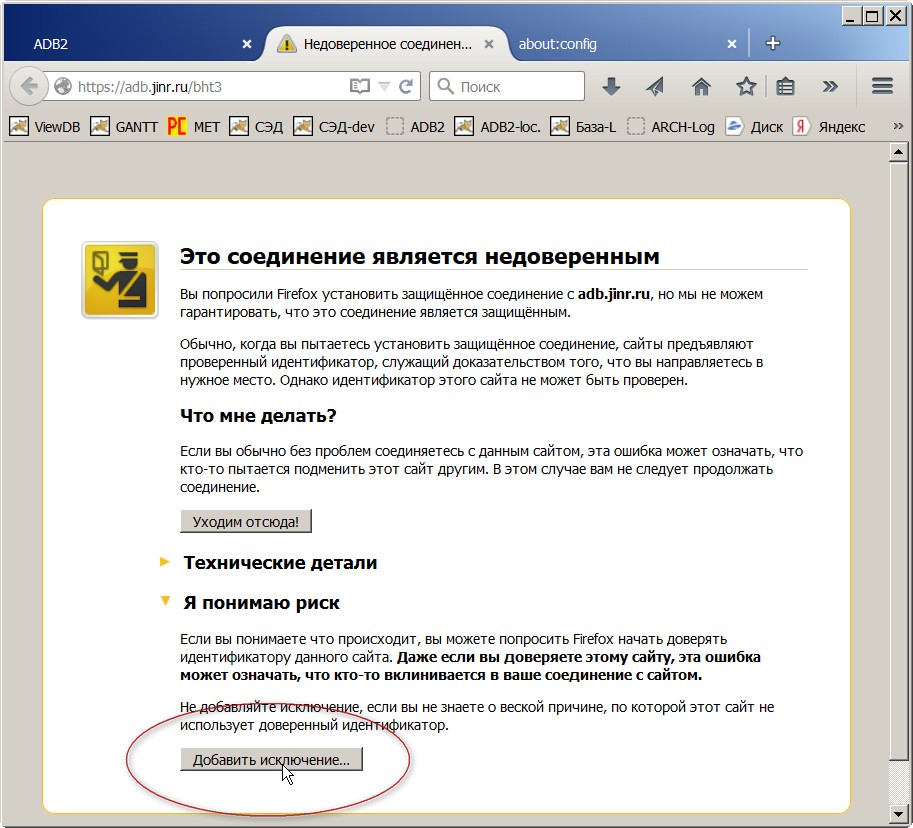 ADB2
Недоверенное соединен...
about:config
https://adb.jinr.ru/bht3
Поиск
ViewDB GANTT PC MET СЭД СЭД-dev ADB2 ADB2-loc. База-L ARCH-Log Диск Я Яндекс
Это соединение является недоверенным
Вы попросили Firefox установить защищённое соединение с adb.jinr.ru, но мы не можем
гарантировать, что это соединение является защищённым.
Обычно, когда вы пытаетесь установить защищённое соединение, сайты предъявляют
проверенный идентификатор, служащий доказательством того, что вы направляетесь в
нужное место. Однако идентификатор этого сайта не может быть проверен.
Что мне делать?
Если вы обычно без проблем соединяетесь с данным сайтом, эта ошибка может означать, что
кто-то пытается подменить этот сайт другим. В этом случае вам не следует продолжать
соединение.
Уходим отсюда!
Технические детали
Я понимаю риск
Если вы понимаете что происходит, вы можете попросить Firefox начать доверять
идентификатору данного сайта. Даже если вы доверяете этому сайту, эта ошибка
может означать, что кто-то вклинивается в ваше соединение с сайтом.
Не добавляйте исключение, если вы не знаете о веской причине, по которой этот сайт не
использует доверенный идентификатор.
Добавить исключение...